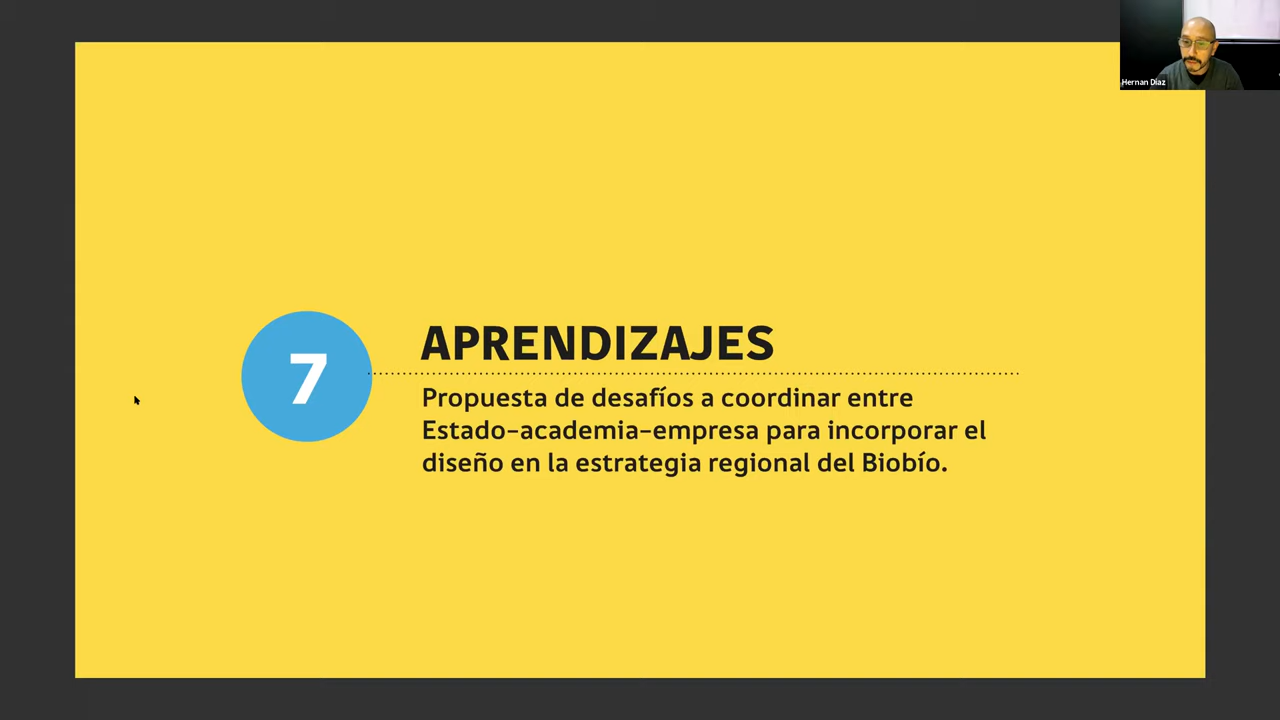 Hernan Diaz
7
APRENDIZAJES
Propuesta de desafíos a coordinar entre
Estado-academia-empresa para incorporar el
diseño en la estrategia regional del Biobío.